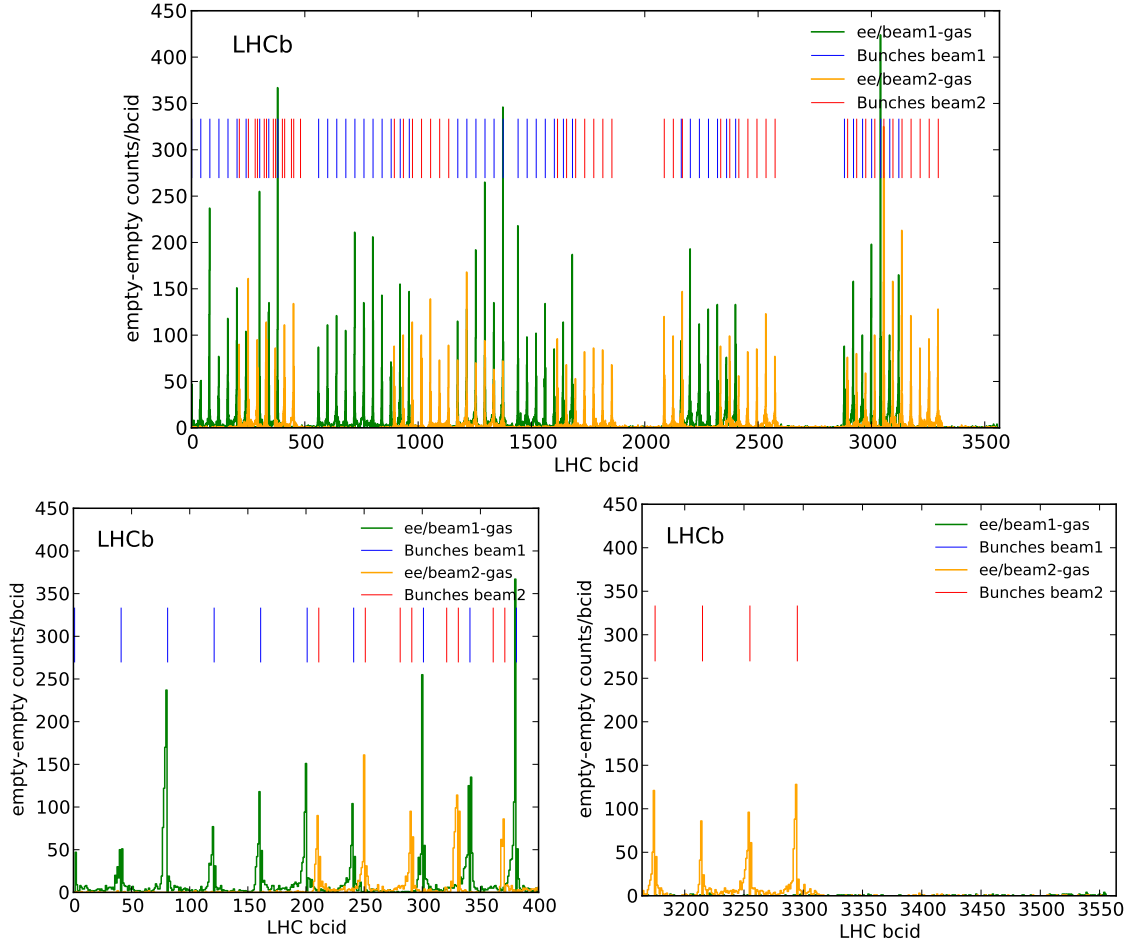 450
400
350
300
250
200
150
100
50
0
empty-empty counts/bcid
LHCb
ee/beam1-gas
Bunches beam1
ee/beam2-gas
Bunches beam2
0 500 1000 1500 2000 2500 3000 3500
LHC bcid
450
400
350
300
250
200
150
100
50
0
empty-empty counts/bcid
LHCb
ee/beam1-gas
Bunches beam1
ee/beam2-gas
Bunches beam2
0 50 100 150 200 250 300 350 400
LHC bcid
450
400
350
300
250
200
150
100
50
0
empty-empty counts/bcid
LHCb
ee/beam1-gas
Bunches beam1
ee/beam2-gas
Bunches beam2
3200 3250 3300 3350 3400 3450 3500 3550
LHC bcid